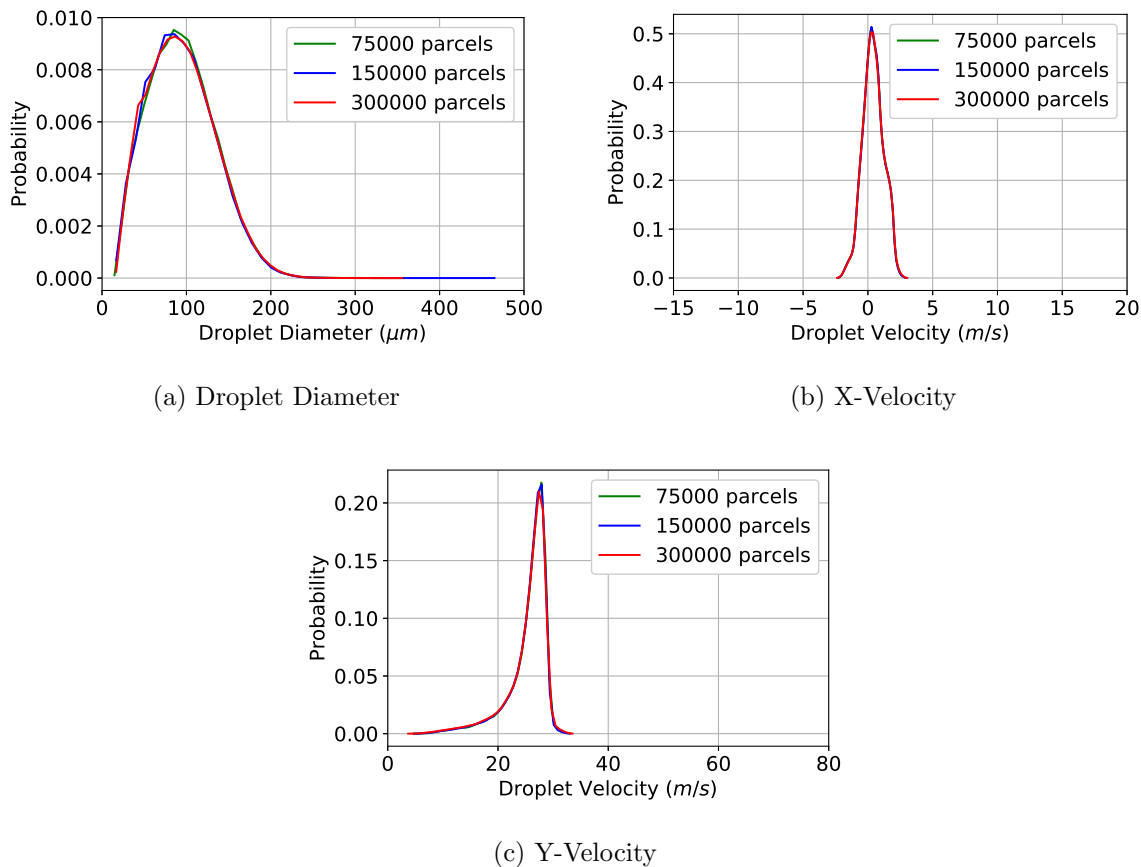 0.010
0.008
0.006
0.004
0.002
0.000
Probability
75000 parcels
150000 parcels
300000 parcels
0 100 200 300 400 500
Droplet Diameter (μm)
(a) Droplet Diameter
0.5
0.4
0.3
0.2
0.1
0.0
Probability
75000 parcels
150000 parcels
300000 parcels
−15 −10 −5 0 5 10 15 20
Droplet Velocity (m/s)
(b) X-Velocity
0.20
0.15
0.10
0.05
0.00
Probability
75000 parcels
150000 parcels
300000 parcels
0 20 40 60 80
Droplet Velocity (m/s)
(c) Y-Velocity